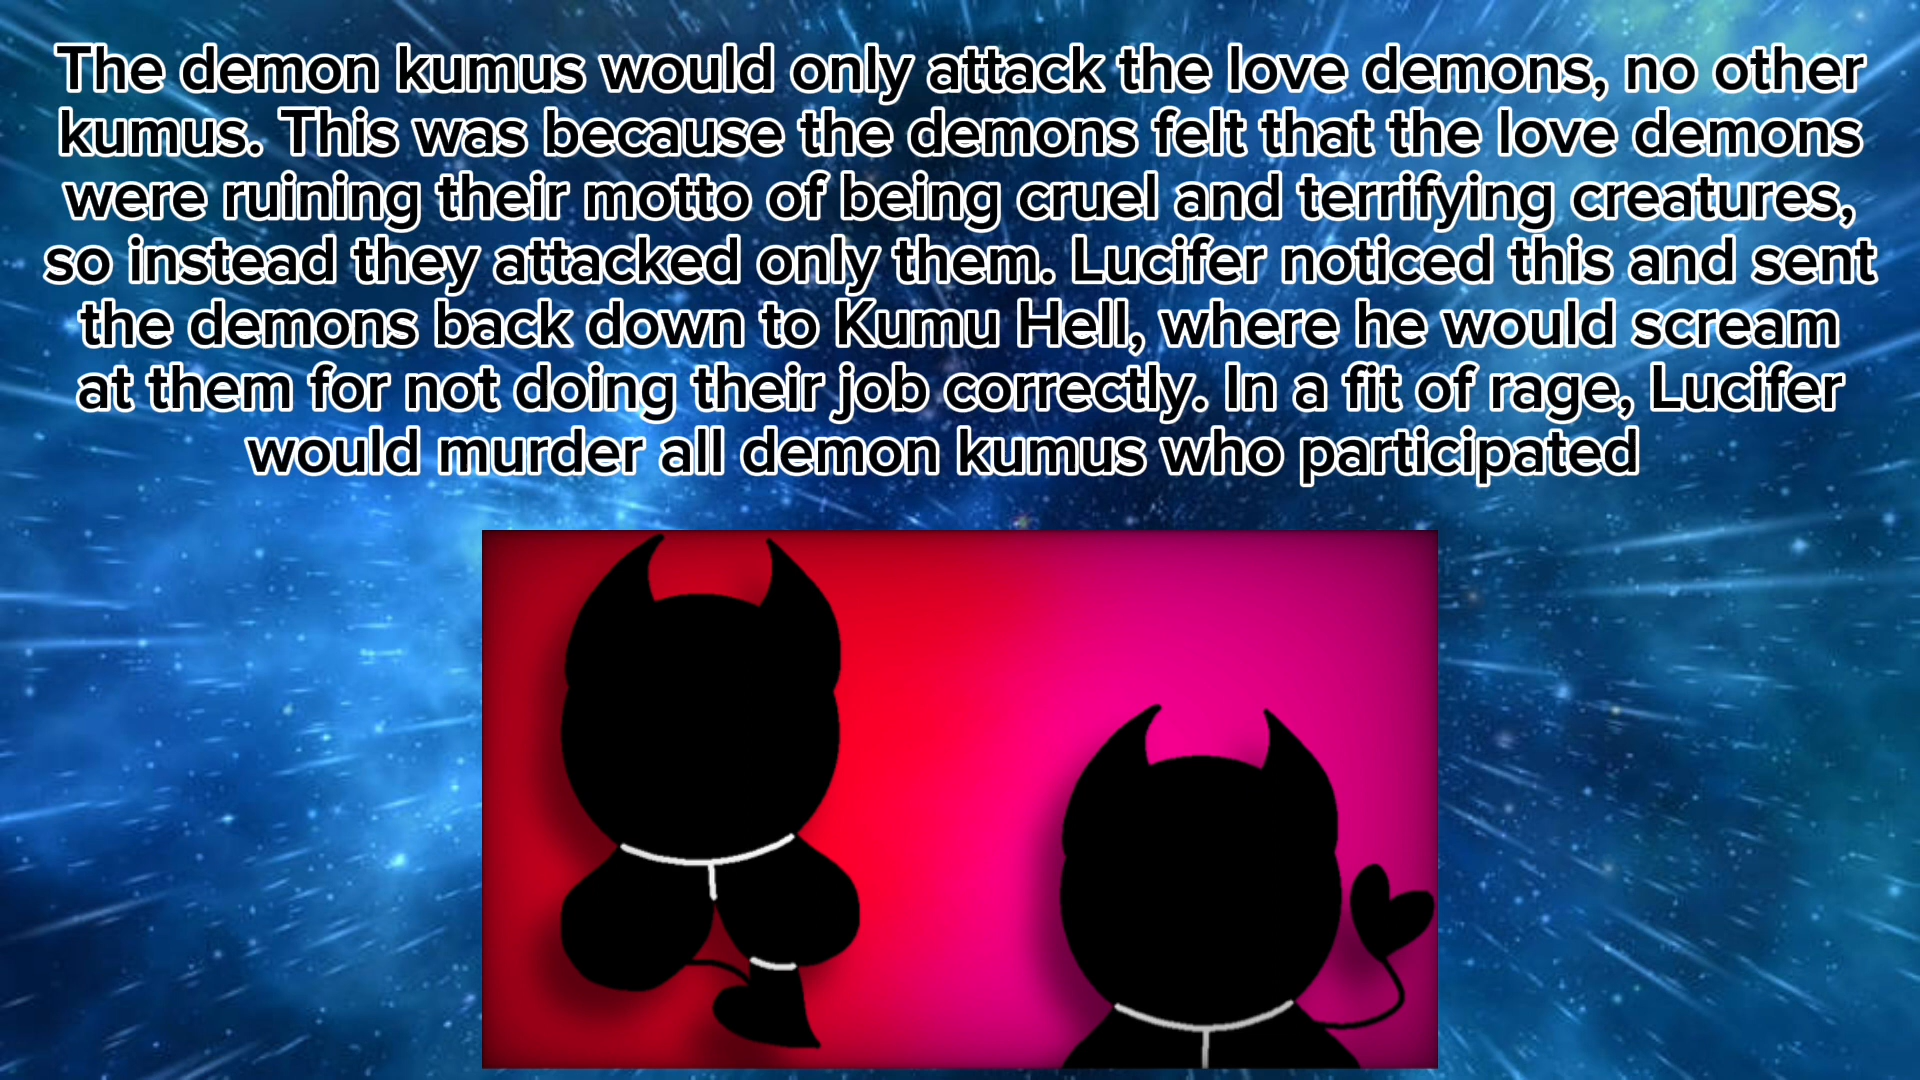 The demon kumus would only attack the love demons, no other
kumus. This was because the demons felt that the love demons
were ruining their motto of being cruel and terrifying creatures,
so instead they attacked only them. Lucifer noticed this and sent
the demons back down to Kumu Hell, where he would scream
at them for not doing their job correctly. In a fit of rage, Lucifer
would murder all demon kumus who participated